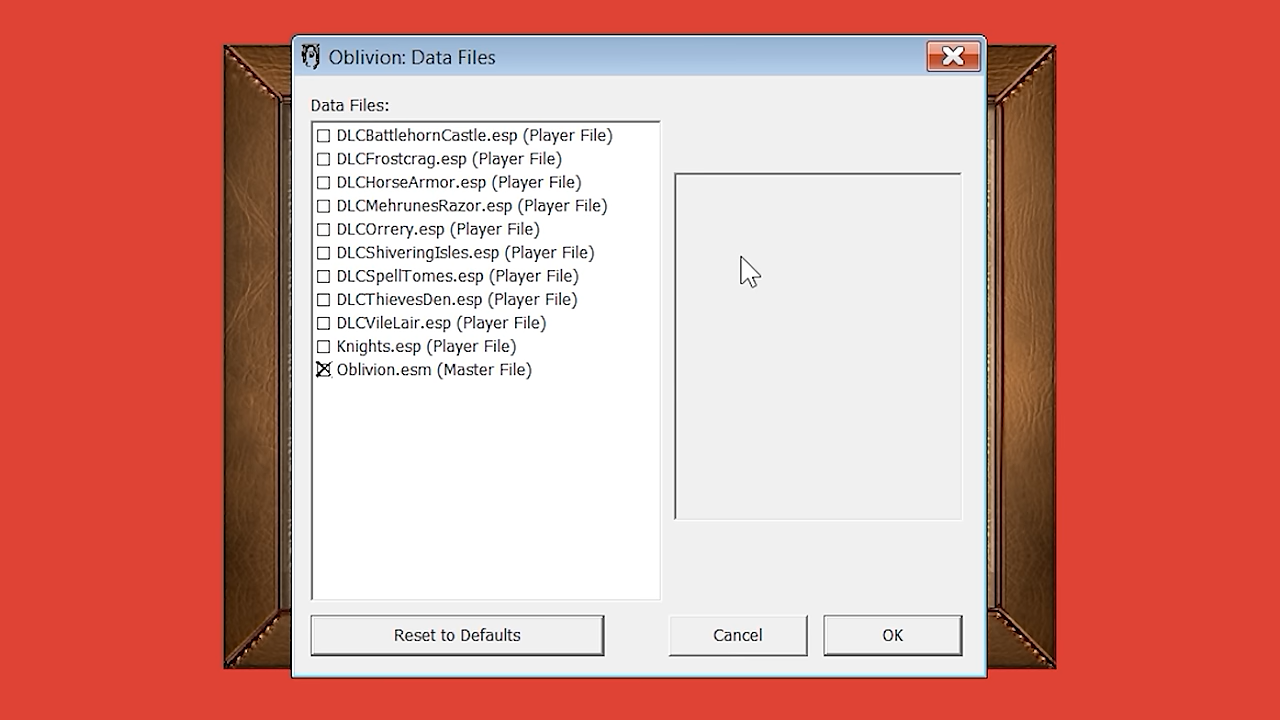 Oblivion: Data Files
Data Files:
DLCBattlehornCastle.esp (Player File)
DLCFrostcrag.esp (Player File)
DLCHorseArmor.esp (Player File)
DLCMehrunesRazor.esp (Player File)
DLCOrrery.esp (Player File)
DLCShiveringIsles.esp (Player File)
DLCSpellTomes.esp (Player File)
DLCThievesDen.esp (Player File)
DLCVileLair.esp (Player File)
Knights.esp (Player File)
Oblivion.esm (Master File)
Reset to Defaults
Cancel
OK